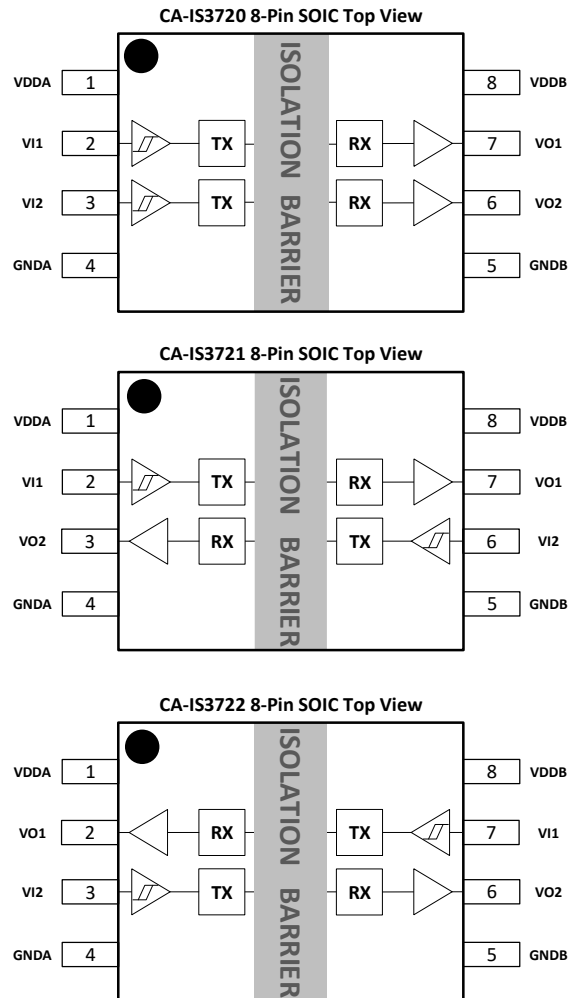 CA-IS3720 8-Pin SOIC Top View
VDDA 1 8 VDDB
VI1 2 TX RX 7 VO1
VI2 3 TX RX 6 VO2
GNDA 4 5 GNDB
ISOLATION BARRIER
CA-IS3721 8-Pin SOIC Top View
VDDA 1 8 VDDB
VI1 2 TX RX 7 VO1
VO2 3 RX TX 6 VI2
GNDA 4 5 GNDB
ISOLATION BARRIER
CA-IS3722 8-Pin SOIC Top View
VDDA 1 8 VDDB
VO1 2 RX TX 7 VI1
VI2 3 TX RX 6 VO2
GNDA 4 5 GNDB
ISOLATION BARRIER